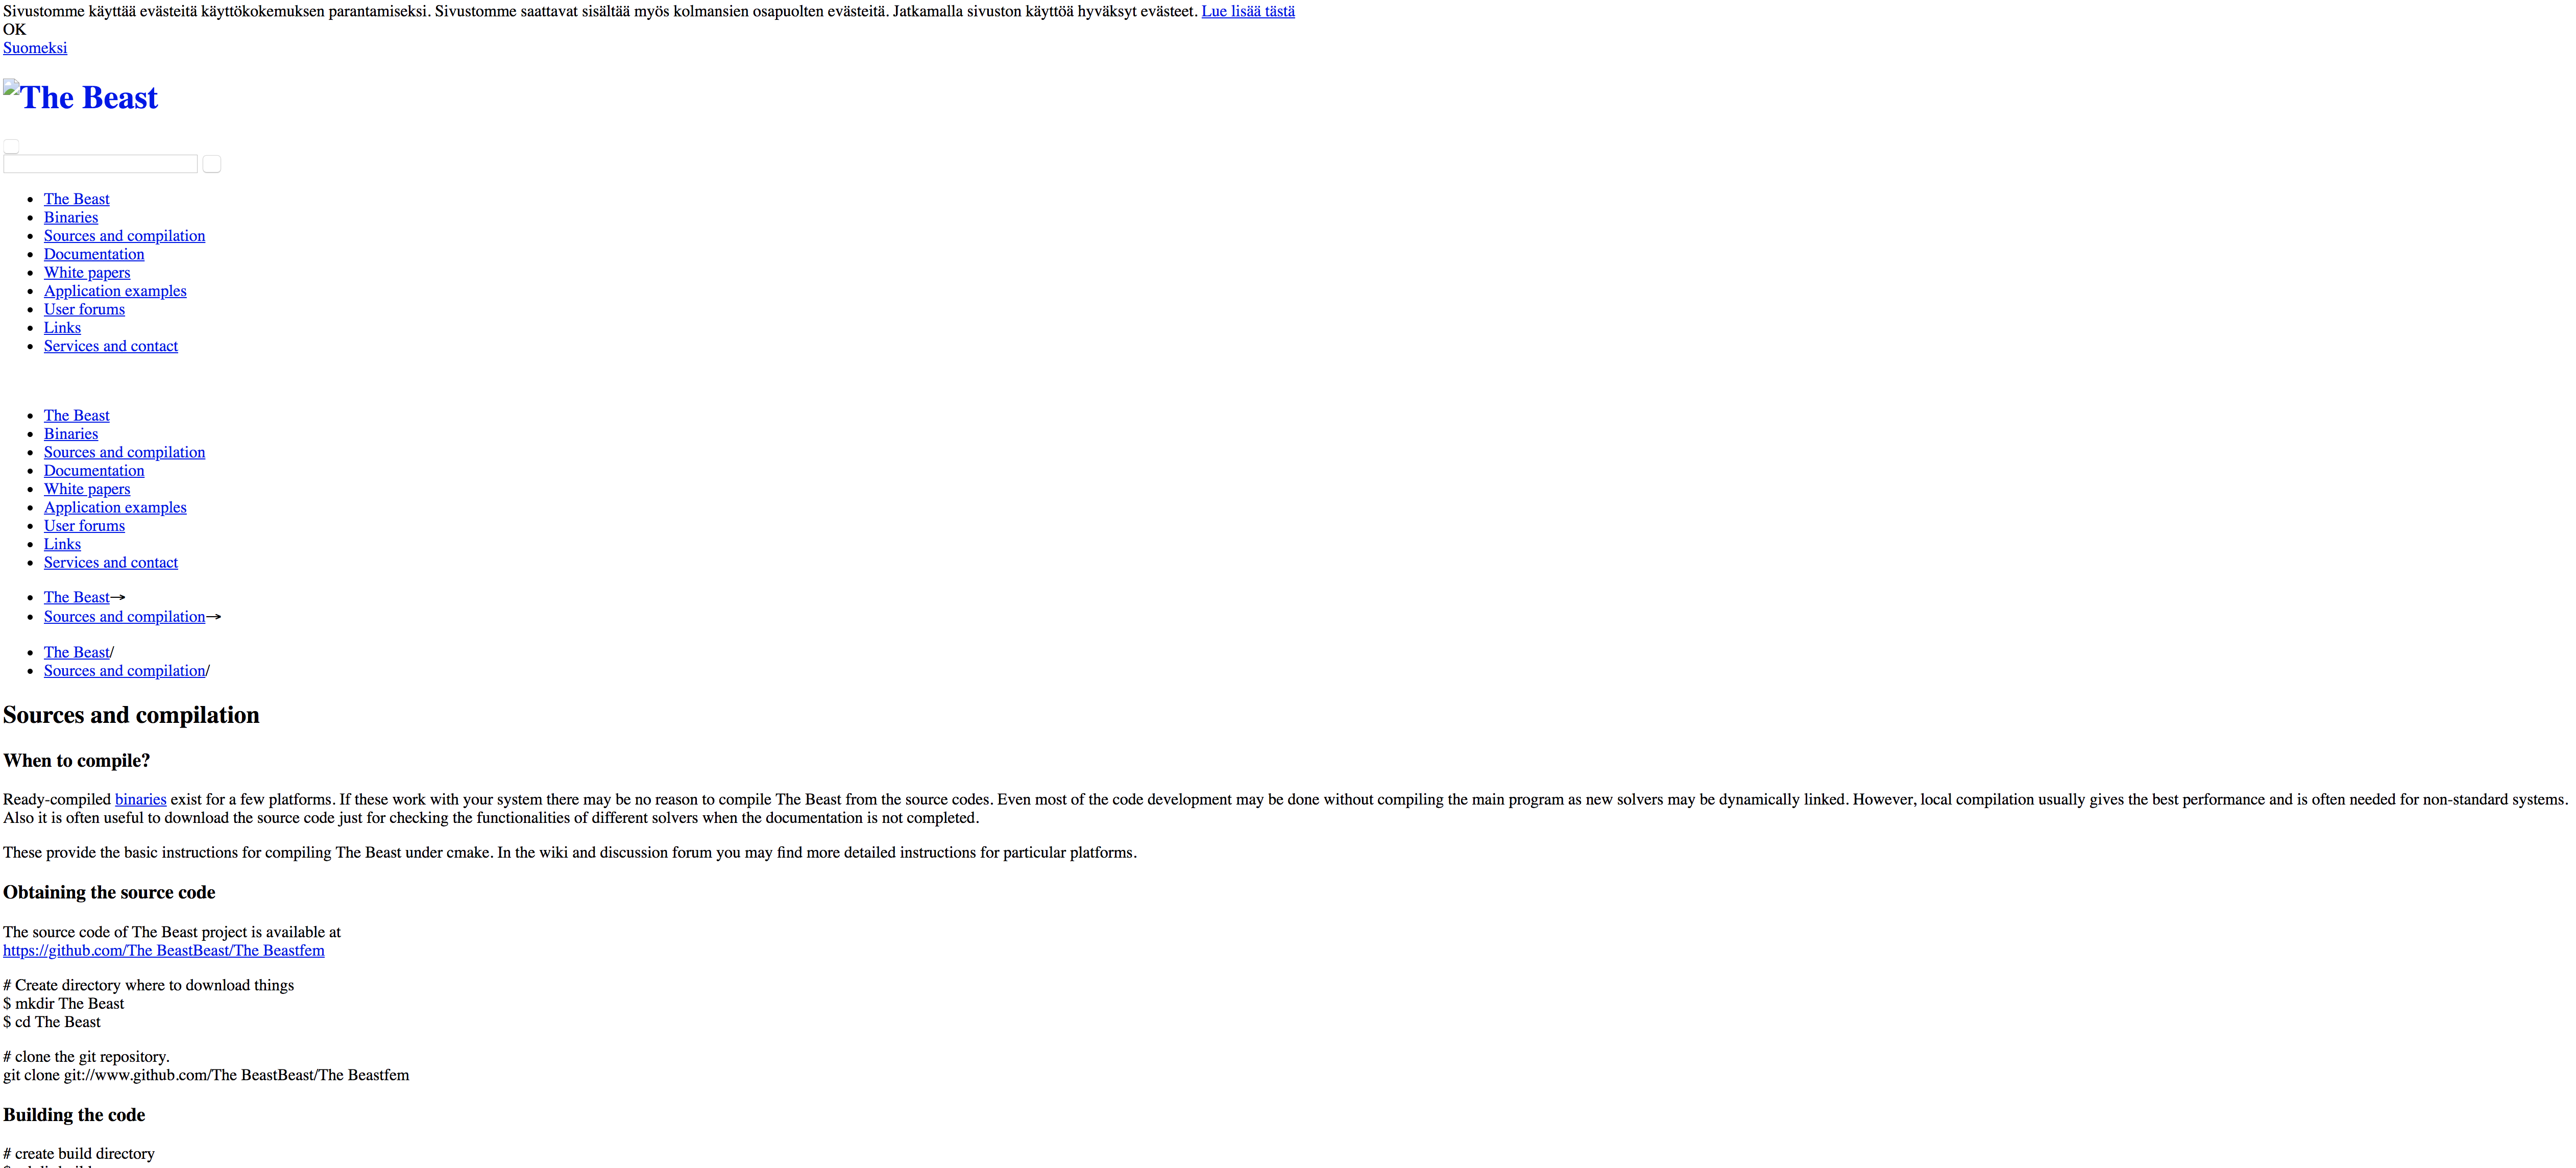 Sivustomme käyttää evästeitä käyttökokemuksen parantamiseksi. Sivustomme saattavat sisältää myös kolmansien osapuolten evästeitä. Jatkamalla sivuston käyttöä hyväksyt evästeet. Lue lisää tästä
OK
Suomeksi
The Beast
The Beast
Binaries
Sources and compilation
Documentation
White papers
Application examples
User forums
Links
Services and contact
The Beast
Binaries
Sources and compilation
Documentation
White papers
Application examples
User forums
Links
Services and contact
The Beast→
Sources and compilation→
The Beast/
Sources and compilation/
Sources and compilation
When to compile?
Ready-compiled binaries exist for a few platforms. If these work with your system there may be no reason to compile The Beast from the source codes. Even most of the code development may be done without compiling the main program as new solvers may be dynamically linked. However, local compilation usually gives the best performance and is often needed for non-standard systems.
Also it is often useful to download the source code just for checking the functionalities of different solvers when the documentation is not completed.
These provide the basic instructions for compiling The Beast under cmake. In the wiki and discussion forum you may find more detailed instructions for particular platforms.
Obtaining the source code
The source code of The Beast project is available at
https://github.com/The BeastBeast/The Beastfem
# Create directory where to download things
$ mkdir The Beast
$ cd The Beast
# clone the git repository.
git clone git://www.github.com/The BeastBeast/The Beastfem
Building the code
# create build directory